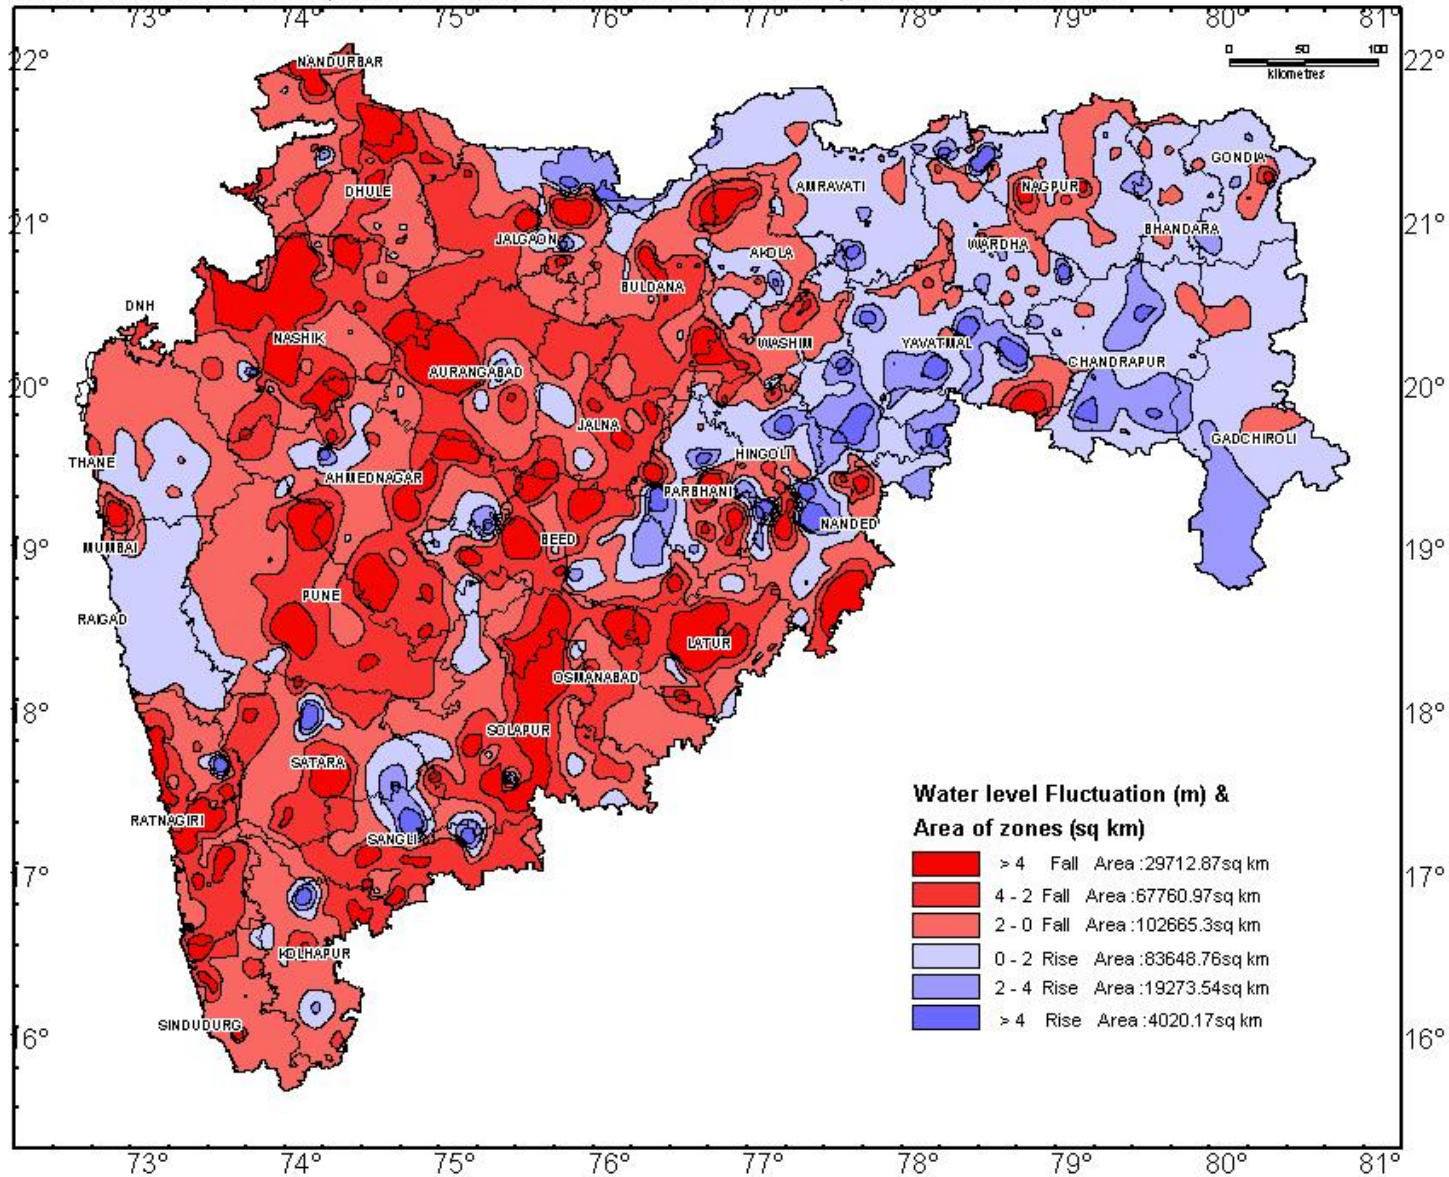 73° 74° 75° 76° 77° 78° 79° 80° 81°
22° 22°
0 50 100
kilometres
NANDURBAR
GONDIA
DHULE
AMRAVATI
NAGPUR
21° 21°
JALGAON
BHANDARA
WARDHA
AKOLA
BULDANA
DNH
NASHIK
WASHIM
YAVATMAL
CHANDRAPUR
AURANGABAD
20° 20°
JALNA
GADCHIROLI
HINGOLI
THANE
AHMEDNAGAR
PARBHANI
NANDED
BEED
MUMBAI
19° 19°
PUNE
RAIGAD
LATUR
OSMANABAD
18° 18°
SOLAPUR
SATARA
RATNAGIRI
SANGLI
17° 17°
KOLHAPUR
SINDUDURG
16° 16°
Water level Fluctuation (m) &
Area of zones (sq km)
> 4 Fall Area :29712.87sq km
4 - 2 Fall Area :67760.97sq km
2 - 0 Fall Area :102665.3sq km
0 - 2 Rise Area :83648.76sq km
2 - 4 Rise Area :19273.54sq km
> 4 Rise Area :4020.17sq km
73° 74° 75° 76° 77° 78° 79° 80° 81°